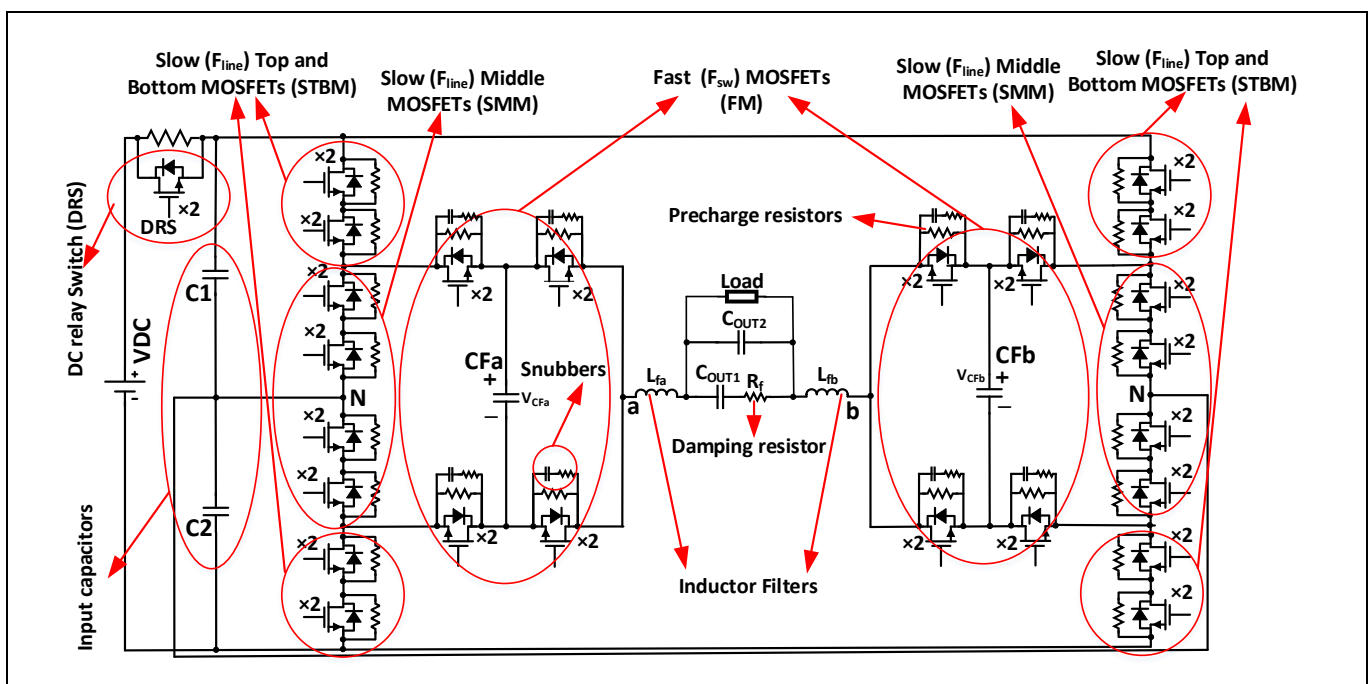 Slow (Fline) Top and
Bottom MOSFETs (STBM)
Slow (Fline) Middle
MOSFETs (SMM)
Fast (Fsw) MOSFETs
(FM)
Slow (Fline) Middle
MOSFETs (SMM)
Slow (Fline) Top and
Bottom MOSFETs (STBM)
DC relay Switch (DRS)
×2
DRS
×2
×2
×2
×2
×2
×2
×2
×2
×2
C1
C2
VDC
+
-
N
Input capacitors
×2
×2
CFa
+
VCFa
−
×2
×2
Snubbers
a
Lfa
Load
COUT2
COUT1
Rf
Lfb
b
Damping resistor
Inductor Filters
Precharge resistors
×2
×2
CFb
VCFb
+
−
×2
×2
×2
×2
×2
×2
N
×2
×2
×2
×2